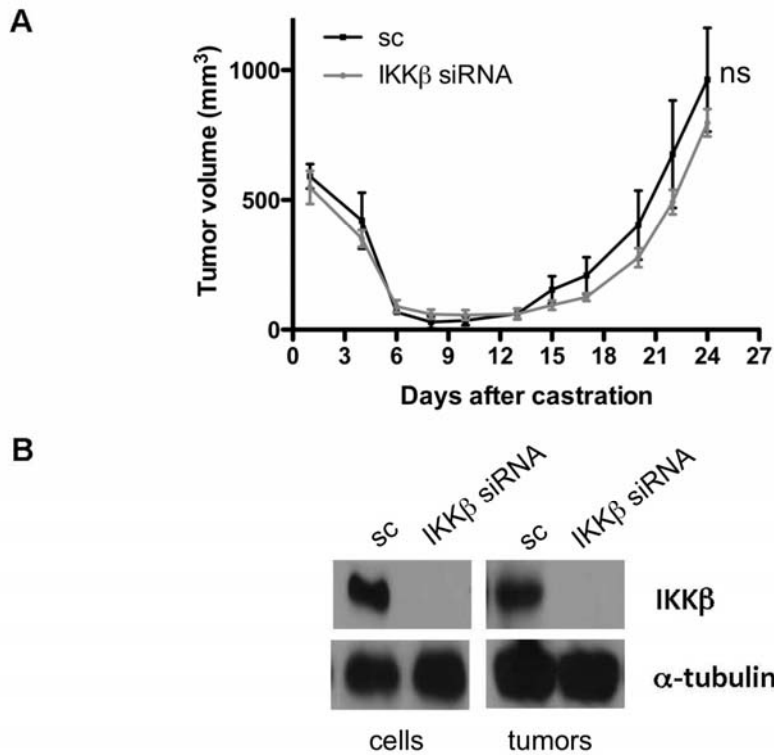 A
sc
IKKβ siRNA
ns
1000
500
0
Tumor volume (mm³)
0 3 6 9 12 15 18 21 24 27
Days after castration
B
sc IKKβ siRNA sc IKKβ siRNA
IKKβ
α-tubulin
cells tumors